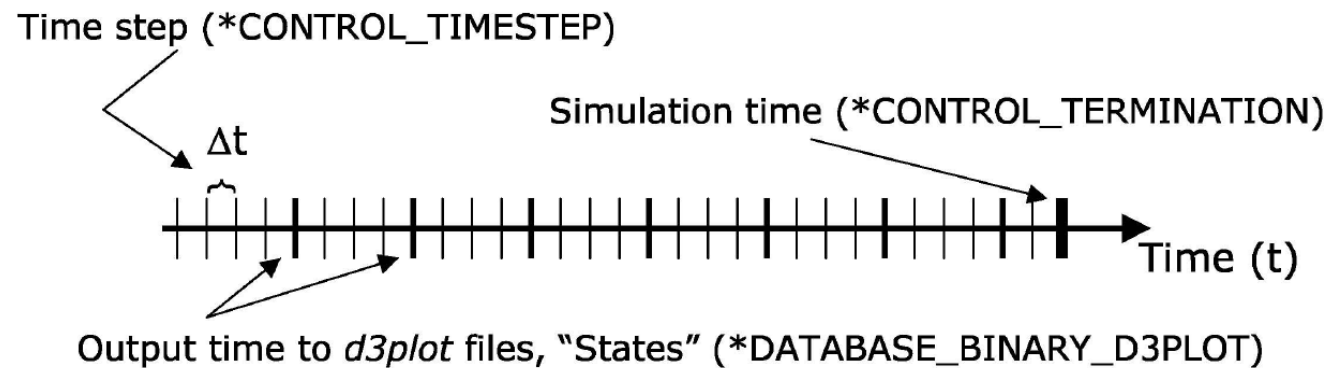 Time step (*CONTROL_TIMESTEP)
Simulation time (*CONTROL_TERMINATION)
Δt
Time (t)
Output time to d3plot files, “States” (*DATABASE_BINARY_D3PLOT)